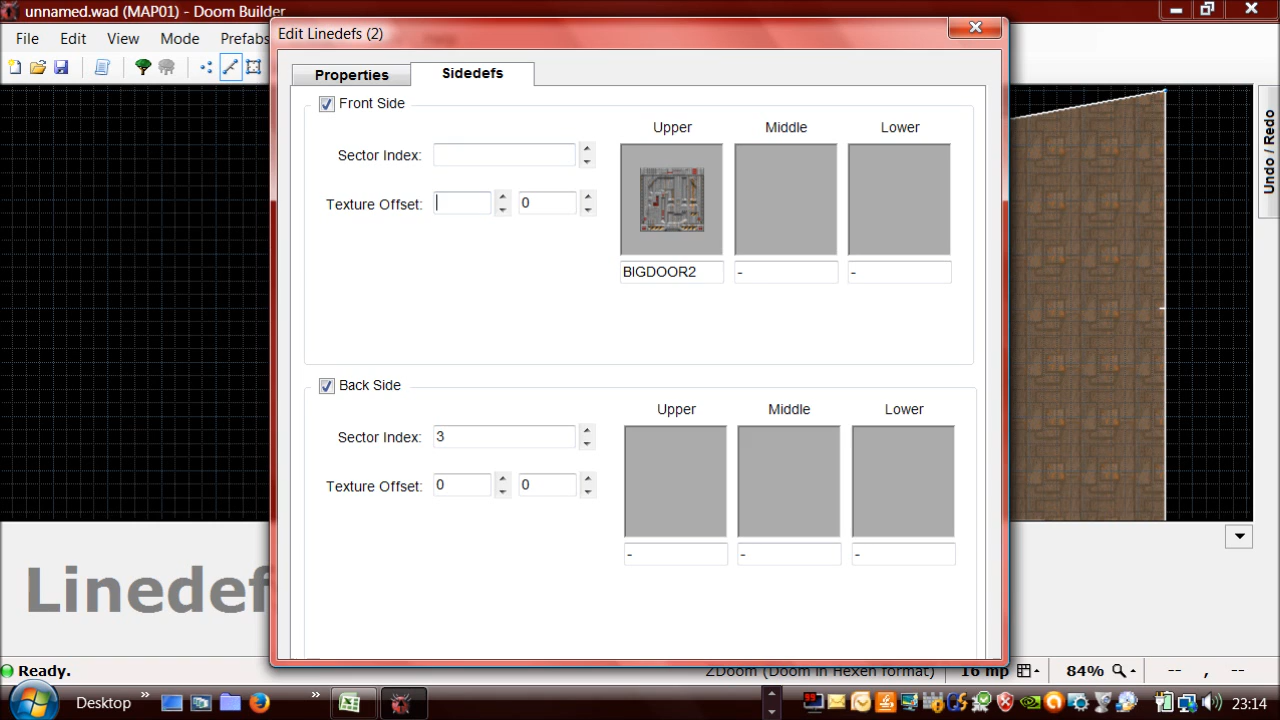 unnamed.wad (MAP01) - Doom Builder
File Edit View Mode Prefabs
Edit Linedefs (2)
Properties Sidedefs
Front Side
Upper Middle Lower
Sector Index:
Texture Offset: 0
BIGDOOR2 - -
Back Side
Upper Middle Lower
Sector Index: 3
Texture Offset: 0 0
- - -
Undo / Redo
Linedef
Ready.
ZDoom (Doom in Hexen format) 16 mp 84% -- , --
Desktop » » 23:14